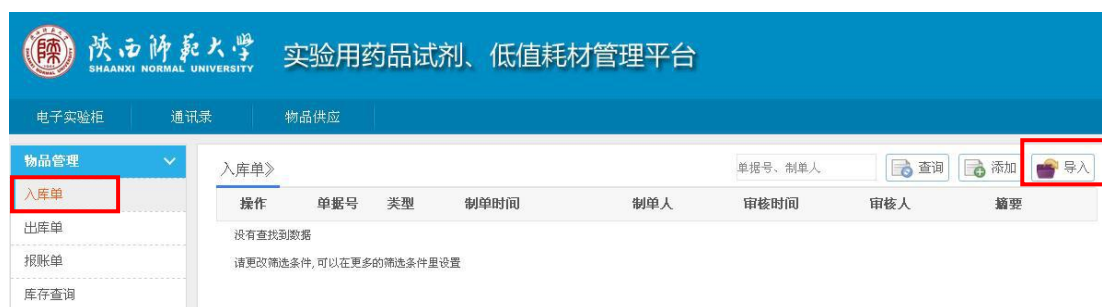 陕西师范大学 实验用药品试剂、低值耗材管理平台
SHAANXI NORMAL UNIVERSITY
电子实验柜 通讯录 物品供应
物品管理
入库单
出库单
报账单
库存查询
入库单》 单据号、制单人 查询 添加 导入
操作 单据号 类型 制单时间 制单人 审核时间 审核人 摘要
没有查找到数据
请更改筛选条件,可以在更多的筛选条件里设置